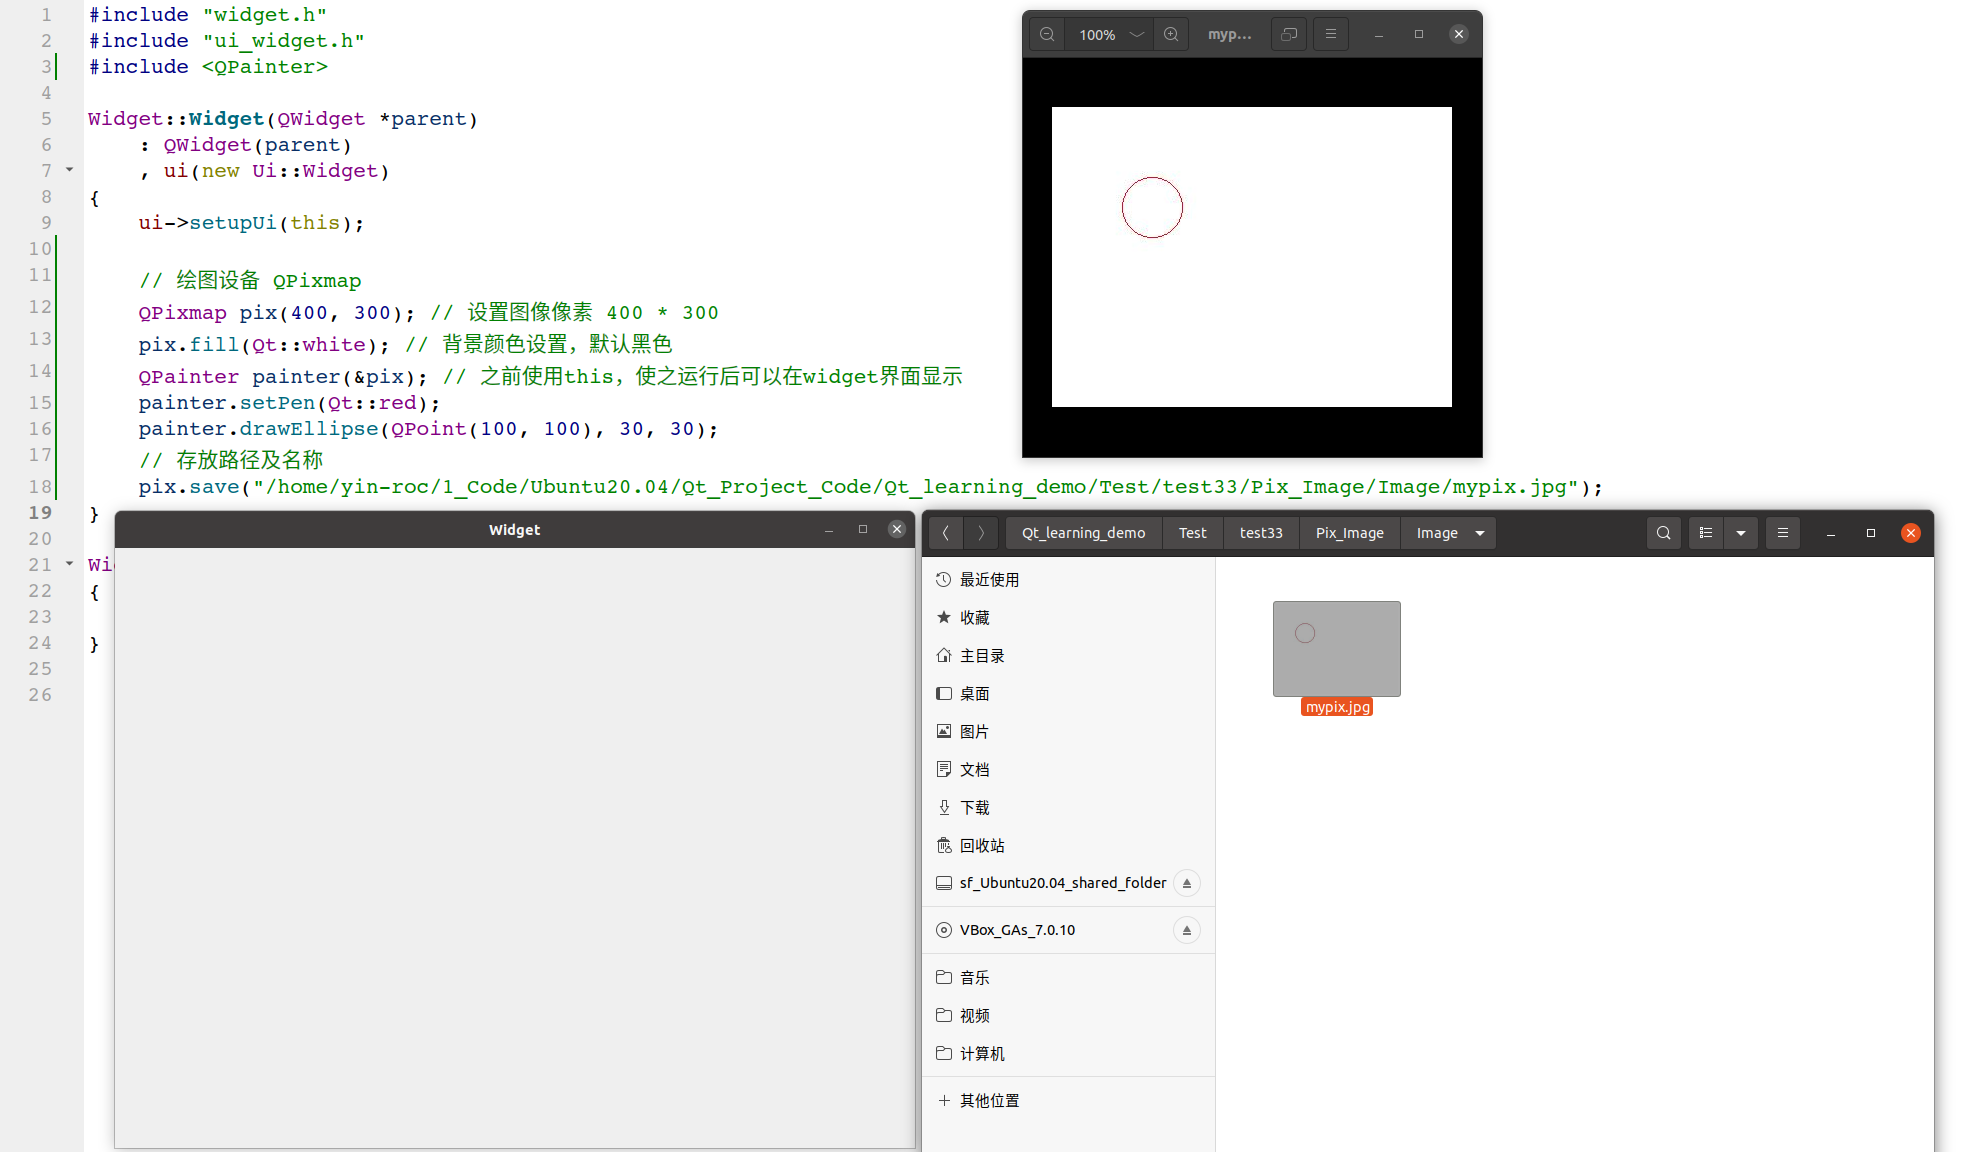 1 #include "widget.h"
2 #include "ui_widget.h"
3 #include <QPainter>
4
5 Widget::Widget(QWidget *parent)
6 : QWidget(parent)
7 , ui(new Ui::Widget)
8 {
9 ui->setupUi(this);
10
11 // 绘图设备 QPixmap
12 QPixmap pix(400, 300); // 设置图像像素 400 * 300
13 pix.fill(Qt::white); // 背景颜色设置，默认黑色
14 QPainter painter(&pix); // 之前使用this，使之运行后可以在widget界面显示
15 painter.setPen(Qt::red);
16 painter.drawEllipse(QPoint(100, 100), 30, 30);
17 // 存放路径及名称
18 pix.save("/home/yin-roc/1_Code/Ubuntu20.04/Qt_Project_Code/Qt_learning_demo/Test/test33/Pix_Image/Image/mypix.jpg");
19 }
20
21 Wi
22 {
23
24 }
25
26
100% myp...
Widget
Qt_learning_demo Test test33 Pix_Image Image
最近使用
收藏
主目录
桌面
图片
文档
下载
回收站
sf_Ubuntu20.04_shared_folder
VBox_GAs_7.0.10
音乐
视频
计算机
其他位置
mypix.jpg